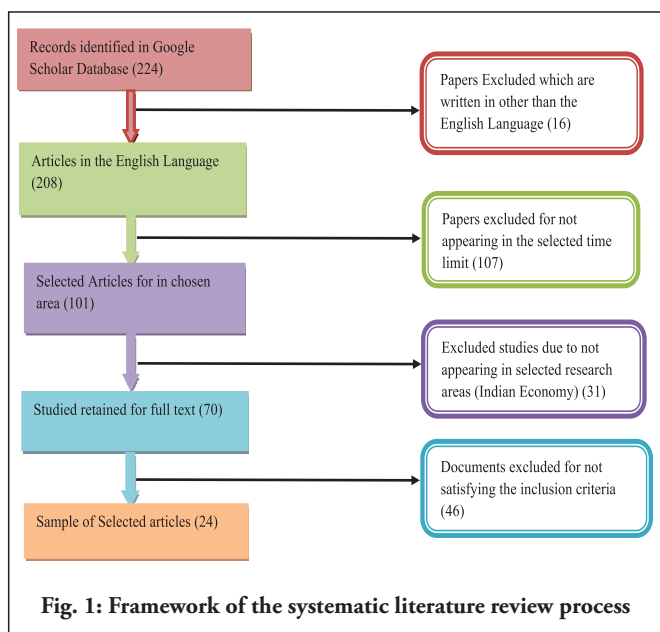 Records identified in Google
Scholar Database (224)
Papers Excluded which are
written in other than the
English Language (16)
Articles in the English Language
(208)
Papers excluded for not
appearing in the selected time
limit (107)
Selected Articles for in chosen
area (101)
Excluded studies due to not
appearing in selected research
areas (Indian Economy) (31)
Studied retained for full text (70)
Documents excluded for not
satisfying the inclusion criteria
(46)
Sample of Selected articles (24)
Fig. 1: Framework of the systematic literature review process